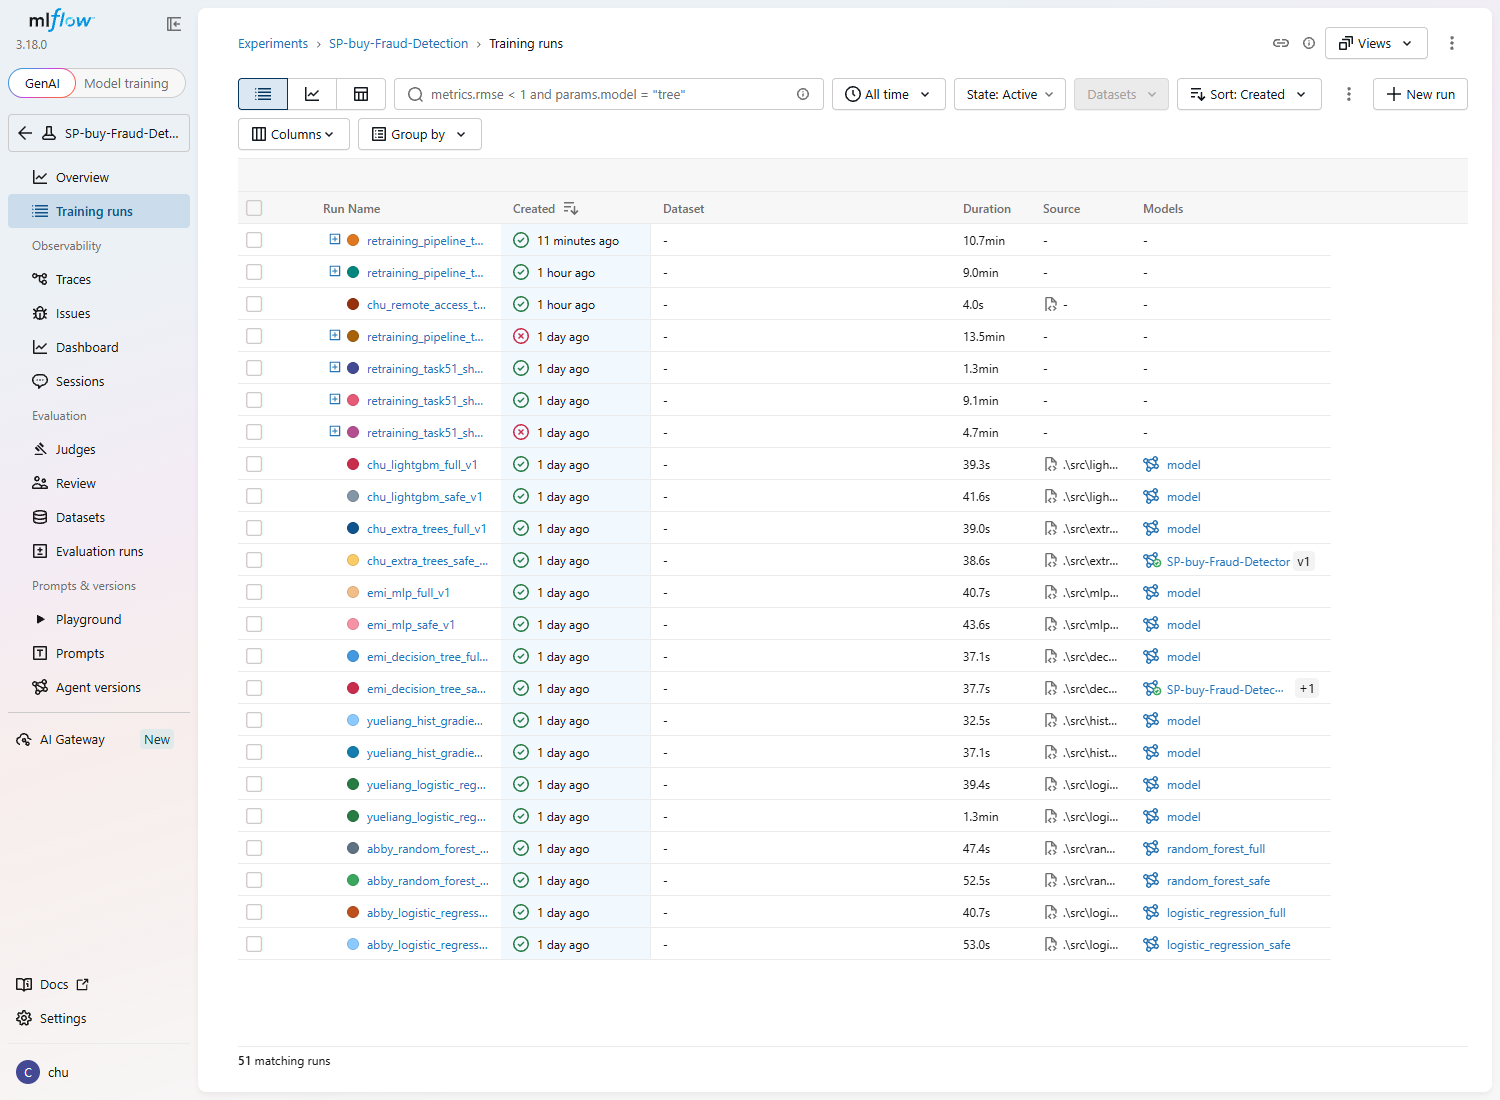 mlflow
3.18.0
GenAI Model training
SP-buy-Fraud-Det...
Overview
Training runs
Observability
Traces
Issues
Dashboard
Sessions
Evaluation
Judges
Review
Datasets
Evaluation runs
Prompts & versions
Playground
Prompts
Agent versions
AI Gateway New
Docs
Settings
C chu
Experiments › SP-buy-Fraud-Detection › Training runs
Views
metrics.rmse < 1 and params.model = "tree"
All time
State: Active
Datasets
Sort: Created
New run
Columns
Group by
Run Name Created Dataset Duration Source Models
retraining_pipeline_t... 11 minutes ago - 10.7min - -
retraining_pipeline_t... 1 hour ago - 9.0min - -
chu_remote_access_t... 1 hour ago - 4.0s - -
retraining_pipeline_t... 1 day ago - 13.5min - -
retraining_task51_sh... 1 day ago - 1.3min - -
retraining_task51_sh... 1 day ago - 9.1min - -
retraining_task51_sh... 1 day ago - 4.7min - -
chu_lightgbm_full_v1 1 day ago - 39.3s .\src\ligh... model
chu_lightgbm_safe_v1 1 day ago - 41.6s .\src\ligh... model
chu_extra_trees_full_v1 1 day ago - 39.0s .\src\extr... model
chu_extra_trees_safe_... 1 day ago - 38.6s .\src\extr... SP-buy-Fraud-Detector v1
emi_mlp_full_v1 1 day ago - 40.7s .\src\mlp... model
emi_mlp_safe_v1 1 day ago - 43.6s .\src\mlp... model
emi_decision_tree_ful... 1 day ago - 37.1s .\src\dec... model
emi_decision_tree_sa... 1 day ago - 37.7s .\src\dec... SP-buy-Fraud-Detec... +1
yueliang_hist_gradie... 1 day ago - 32.5s .\src\hist... model
yueliang_hist_gradie... 1 day ago - 37.1s .\src\hist... model
yueliang_logistic_reg... 1 day ago - 39.4s .\src\logi... model
yueliang_logistic_reg... 1 day ago - 1.3min .\src\logi... model
abby_random_forest_... 1 day ago - 47.4s .\src\ran... random_forest_full
abby_random_forest_... 1 day ago - 52.5s .\src\ran... random_forest_safe
abby_logistic_regress... 1 day ago - 40.7s .\src\logi... logistic_regression_full
abby_logistic_regress... 1 day ago - 53.0s .\src\logi... logistic_regression_safe
51 matching runs